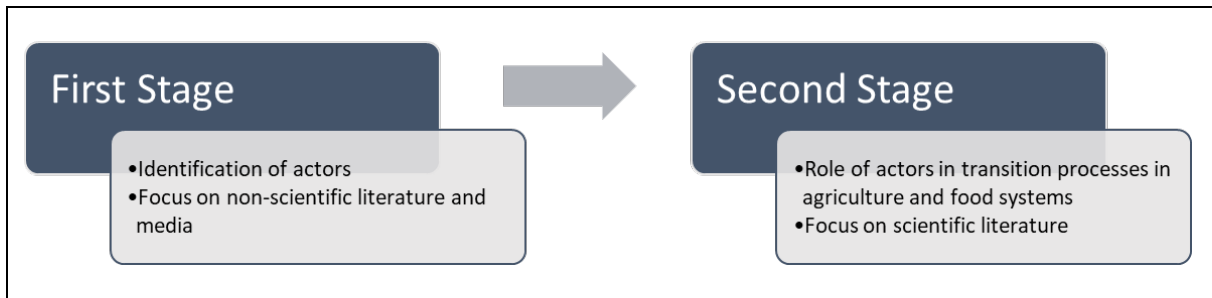 First Stage
•Identification of actors
•Focus on non-scientific literature and
media
Second Stage
•Role of actors in transition processes in
agriculture and food systems
•Focus on scientific literature